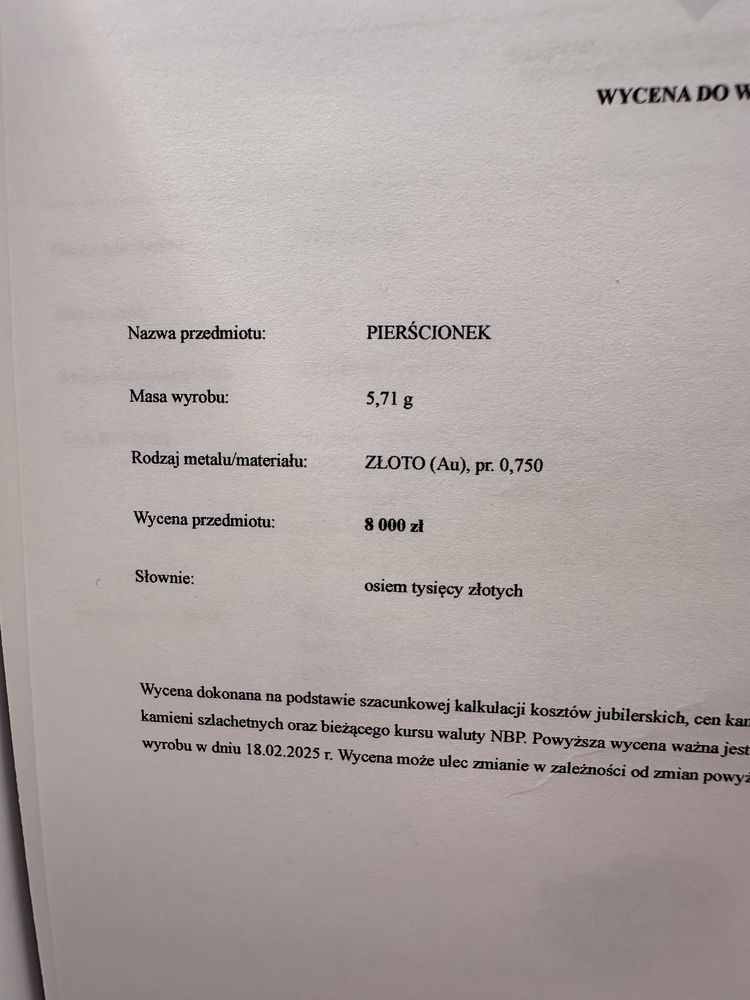 WYCENA DO
Nazwa przedmiotu: PIERŚCIONEK
Masa wyrobu: 5,71 g
Rodzaj metalu/materiału: ZŁOTO (Au), pr. 0,750
Wycena przedmiotu: 8 000 zł
Słownie: osiem tysięcy złotych
Wycena dokonana na podstawie szacunkowej kalkulacji kosztów jubilerskich, cen
kamieni szlachetnych oraz bieżącego kursu waluty NBP. Powyższa wycena ważna jest
wyrobu w dniu 18.02.2025 r. Wycena może ulec zmianie w zależności od zmian